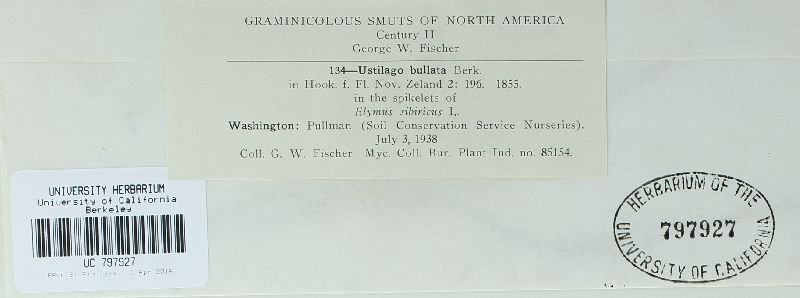 GRAMINICOLOUS SMUTS OF NORTH AMERICA
Century II
George W. Fischer
134—Ustilago bullata Berk.
in Hook. f. Fl. Nov. Zeland 2: 196. 1855.
in the spikelets of
Elymus sibiricus L.
Washington: Pullman (Soil Conservation Service Nurseries).
July 3, 1938
Coll. G. W. Fischer Myc. Coll. Bur. Plant Ind. no. 85154.
UNIVERSITY HERBARIUM
University of California
Berkeley
UC 797927
Apr 2015
HERBARIUM OF THE
797927
UNIVERSITY OF CALIFORNIA